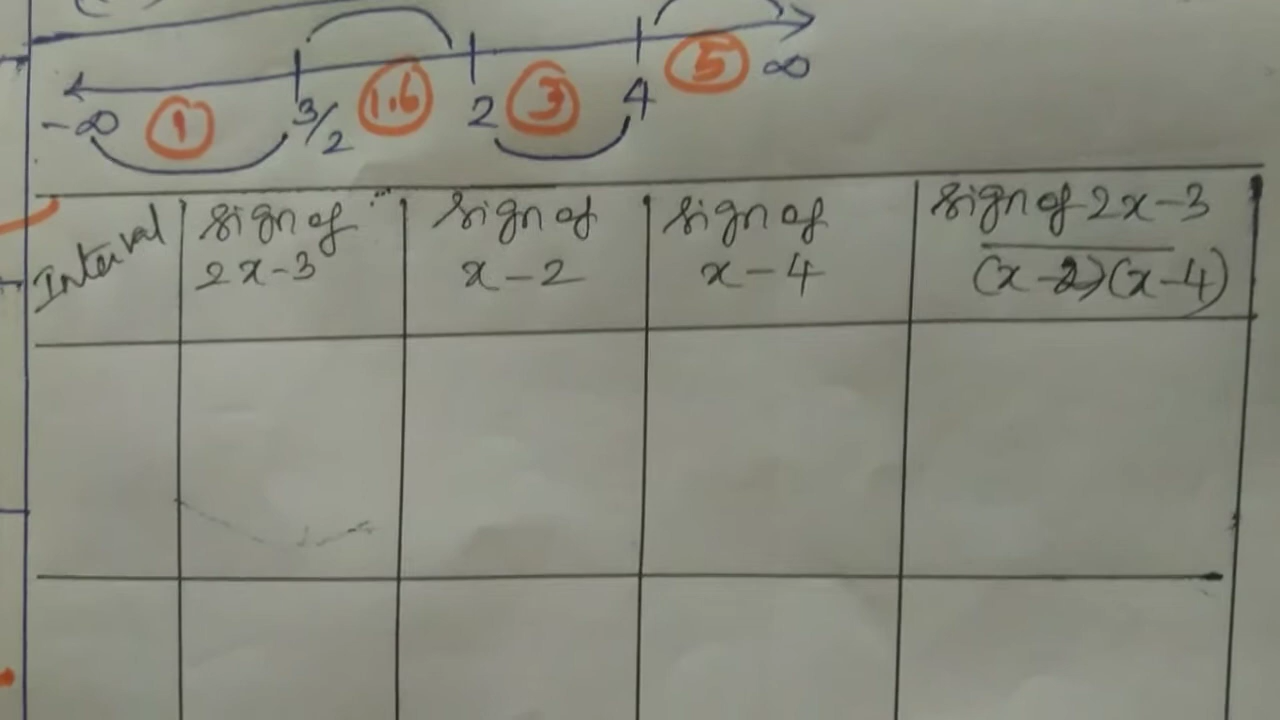 -∞ 1 3/2 1.6 2 3 4 5 ∞
Interval
sign of
2x-3
sign of
x-2
sign of
x-4
sign of 2x-3
(x-2)(x-4)